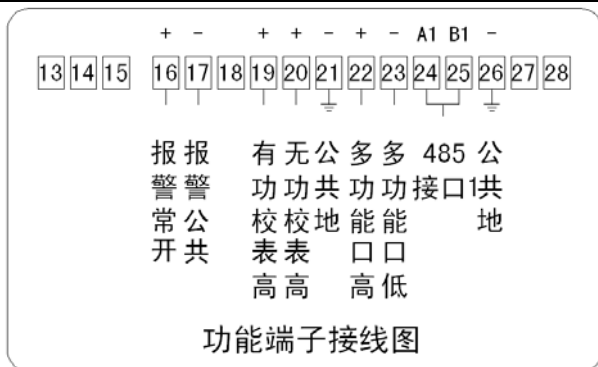 + - + + - + - A1 B1 -
13 14 15 16 17 18 19 20 21 22 23 24 25 26 27 28
报警常开
报警公共
有功校表高
无功校表高
公共地
多功能口高
多功能口低
485
接口1
公共地
功能端子接线图